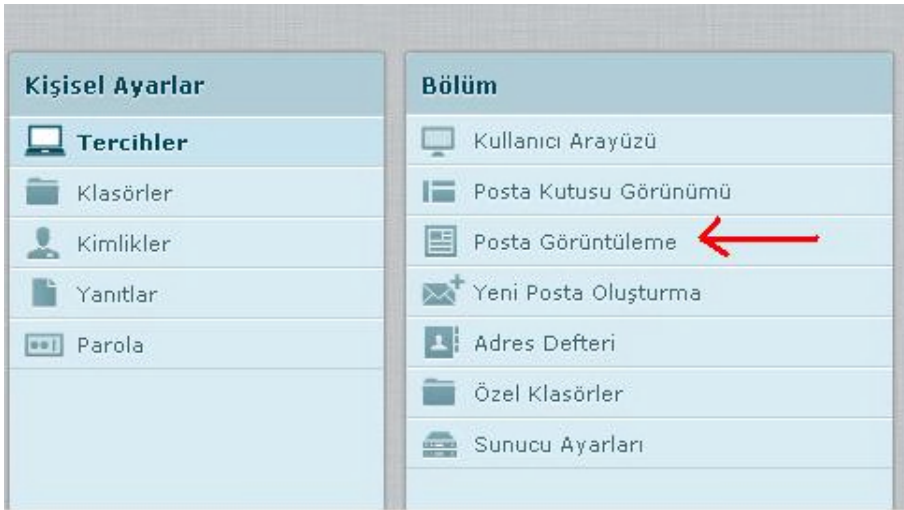 Kişisel Ayarlar
Tercihler
Klasörler
Kimlikler
Yanıtlar
Parola
Bölüm
Kullanıcı Arayüzü
Posta Kutusu Görünümü
Posta Görüntüleme
Yeni Posta Oluşturma
Adres Defteri
Özel Klasörler
Sunucu Ayarları